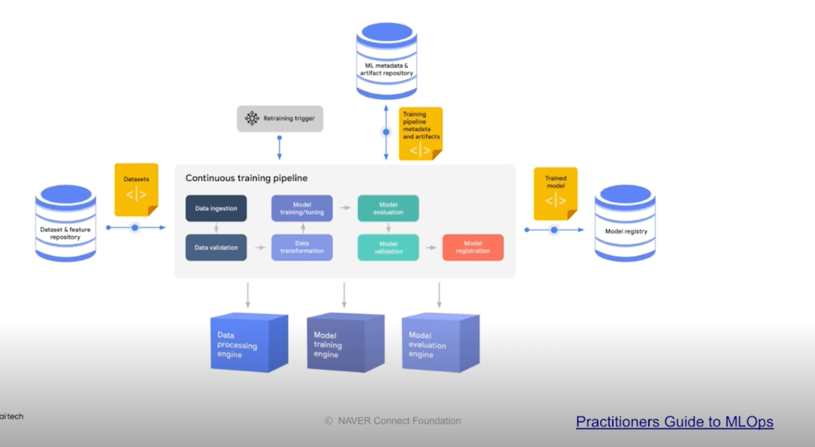 ML metadata &
artifact repository
Retraining trigger
Training
pipeline
metadata
and artifacts
</>
Datasets
</>
Continuous training pipeline
Trained
model
</>
Dataset & feature
repository
Data ingestion
Model
training/tuning
Model
evaluation
Data validation
Data
transformation
Model
validation
Model
registration
Model registry
Data
processing
engine
Model
training
engine
Model
evaluation engine
ai tech
© NAVER Connect Foundation
Practitioners Guide to MLOps